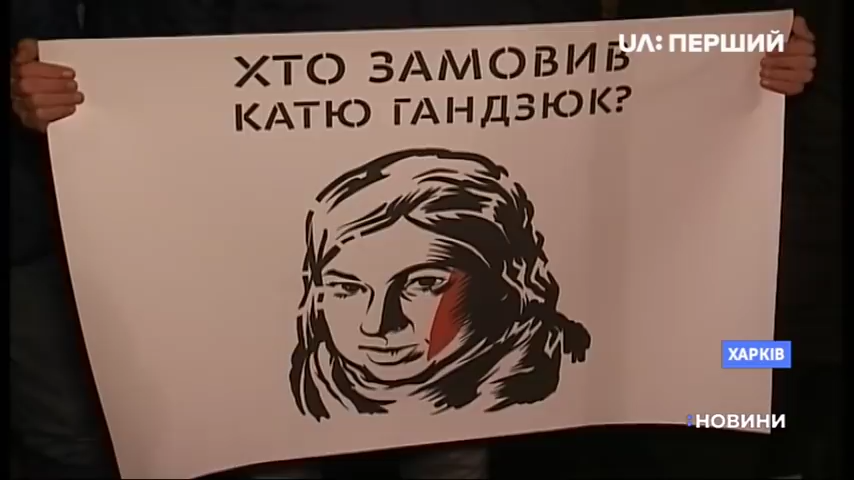 UA: ПЕРШИЙ
ХТО ЗАМОВИВ
КАТЮ ГАНДЗЮК?
ХАРКІВ
:НОВИНИ